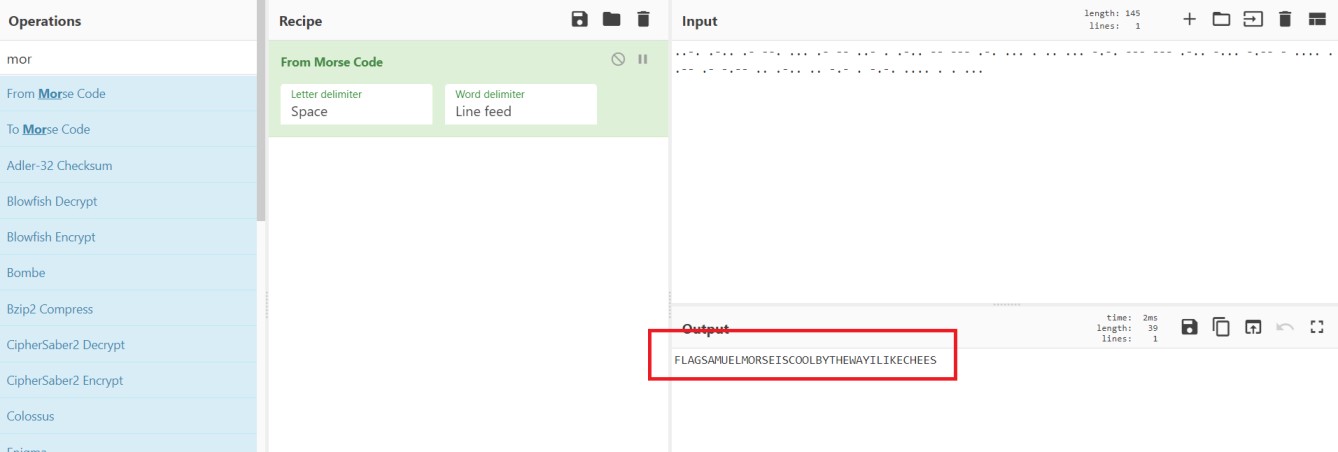 Operations
mor
From Morse Code
To Morse Code
Adler-32 Checksum
Blowfish Decrypt
Blowfish Encrypt
Bombe
Bzip2 Compress
CipherSaber2 Decrypt
CipherSaber2 Encrypt
Colossus
Enigma
Recipe
From Morse Code
Letter delimiter
Space
Word delimiter
Line feed
Input
length: 145
lines: 1
..-. .-.. .- --. ... .- -- ..- . .-.. -- --- .-. ... . .. ... -.-. --- --- .-.. -... -.-- - .... .
.-- .- -.-- .. .-.. .. -.- . -.-. .... . . ...
Output
time: 2ms
length: 39
lines: 1
FLAGSAMUELMORSEISCOOLBYTHEWAYILIKECHEES